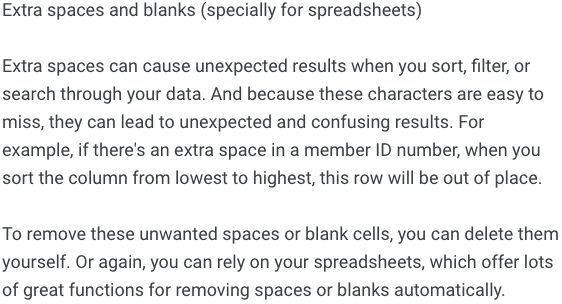 Extra spaces and blanks (specially for spreadsheets)
Extra spaces can cause unexpected results when you sort, filter, or
search through your data. And because these characters are easy to
miss, they can lead to unexpected and confusing results. For
example, if there's an extra space in a member ID number, when you
sort the column from lowest to highest, this row will be out of place.
To remove these unwanted spaces or blank cells, you can delete them
yourself. Or again, you can rely on your spreadsheets, which offer lots
of great functions for removing spaces or blanks automatically.